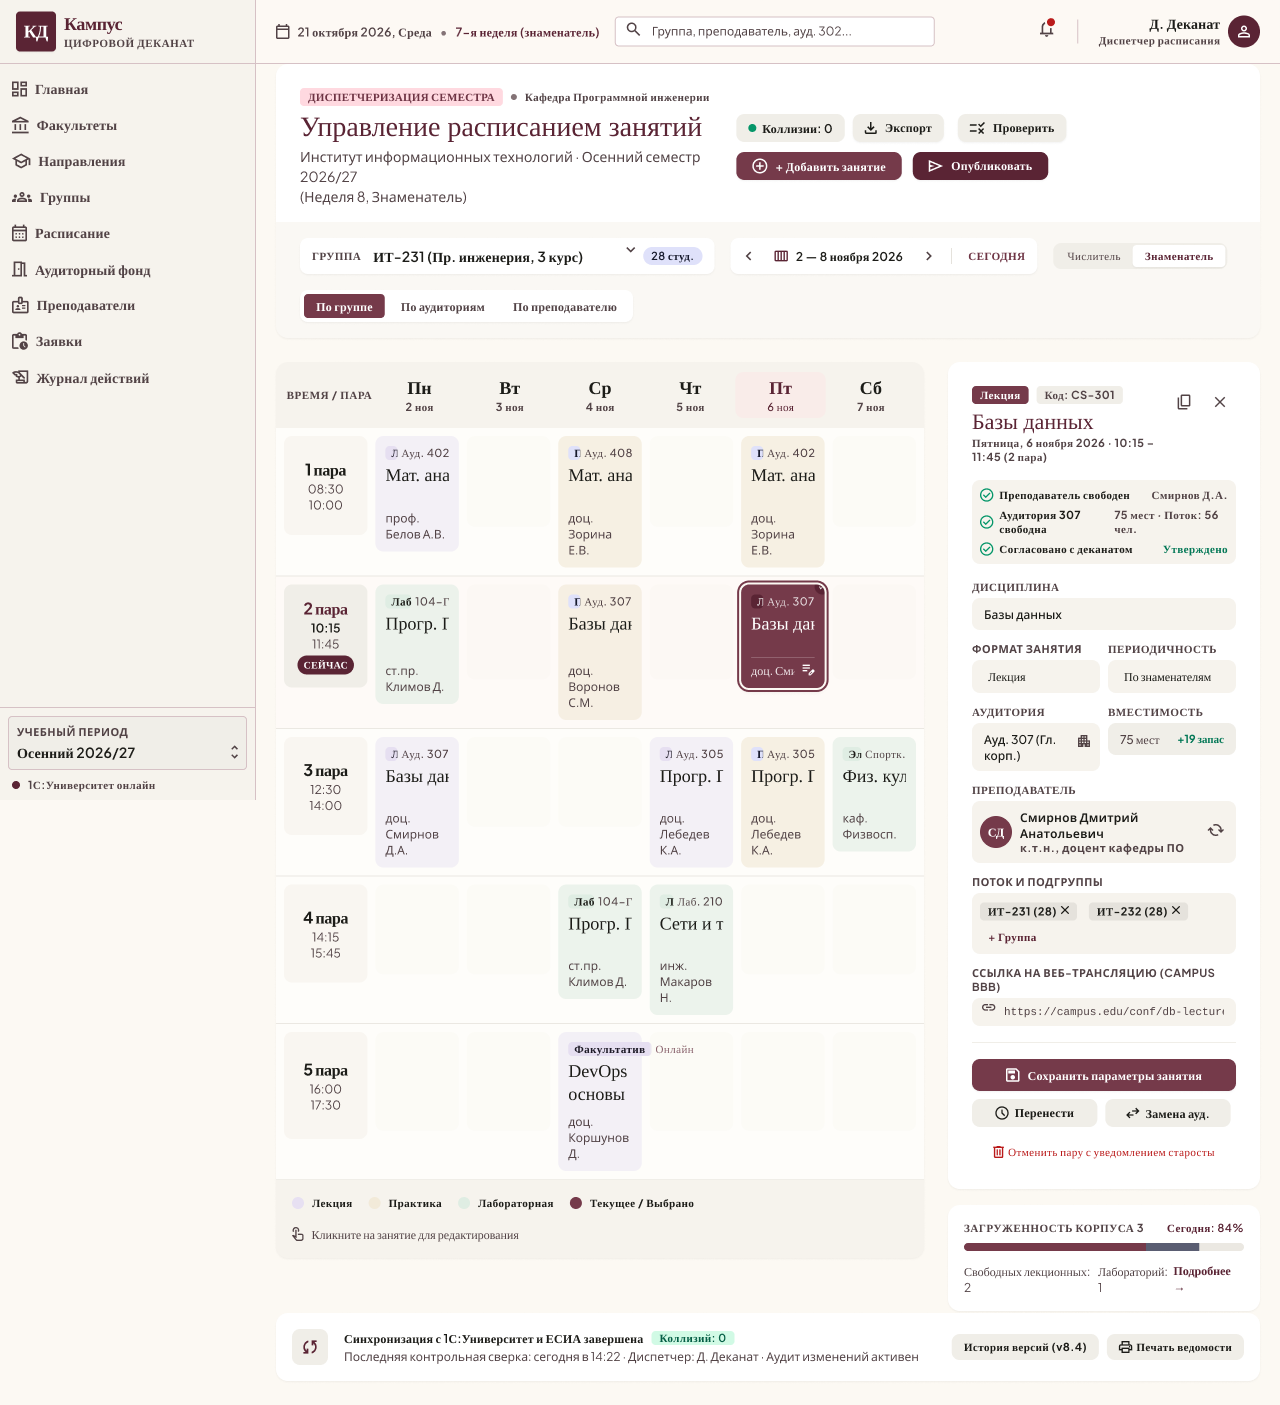 КД
Кампус
ЦИФРОВОЙ ДЕКАНАТ
21 октября 2026, Среда • 7-я неделя (знаменатель)
Группа, преподаватель, ауд. 302...
Д. Деканат
Диспетчер расписания
Главная
Факультеты
Направления
Группы
Расписание
Аудиторный фонд
Преподаватели
Заявки
Журнал действий
УЧЕБНЫЙ ПЕРИОД
Осенний 2026/27
1С:Университет онлайн
ДИСПЕТЧЕРИЗАЦИЯ СЕМЕСТРА • Кафедра Программной инженерии
Управление расписанием занятий
Институт информационных технологий · Осенний семестр
2026/27
(Неделя 8, Знаменатель)
Коллизии: 0
Экспорт
Проверить
+ Добавить занятие
Опубликовать
ГРУППА ИТ-231 (Пр. инженерия, 3 курс) 28 студ.
2 — 8 ноября 2026
СЕГОДНЯ
Числитель Знаменатель
По группе По аудиториям По преподавателю
ВРЕМЯ / ПАРА
Пн
2 ноя
Вт
3 ноя
Ср
4 ноя
Чт
5 ноя
Пт
6 ноя
Сб
7 ноя
1 пара
08:30
10:00
Л Ауд. 402
Мат. ана
проф.
Белов А.В.
Ауд. 408
Мат. ана
доц.
Зорина
Е.В.
Ауд. 402
Мат. ана
доц.
Зорина
Е.В.
2 пара
10:15
11:45
СЕЙЧАС
Лаб 104-Г
Прогр. П
ст.пр.
Климов Д.
Ауд. 307
Базы дан
доц.
Воронов
С.М.
Л Ауд. 307
Базы дан
доц. Сми
3 пара
12:30
14:00
Л Ауд. 307
Базы дан
доц.
Смирнов
Д.А.
Л Ауд. 305
Прогр. П
доц.
Лебедев
К.А.
Ауд. 305
Прогр. П
доц.
Лебедев
К.А.
Эл Спортк.
Физ. кул
каф.
Физвосп.
4 пара
14:15
15:45
Лаб 104-Г
Прогр. П
ст.пр.
Климов Д.
Л Лаб. 210
Сети и т
инж.
Макаров
Н.
5 пара
16:00
17:30
Факультатив Онлайн
DevOps
основы
доц.
Коршунов
Д.
Лекция Практика Лабораторная Текущее / Выбрано
Кликните на занятие для редактирования
Лекция Код: CS-301
Базы данных
Пятница, 6 ноября 2026 · 10:15 –
11:45 (2 пара)
Преподаватель свободен Смирнов Д.А.
Аудитория 307
свободна
75 мест · Поток: 56
чел.
Согласовано с деканатом Утверждено
ДИСЦИПЛИНА
Базы данных
ФОРМАТ ЗАНЯТИЯ
Лекция
ПЕРИОДИЧНОСТЬ
По знаменателям
АУДИТОРИЯ
Ауд. 307 (Гл.
корп.)
ВМЕСТИМОСТЬ
75 мест +19 запас
ПРЕПОДАВАТЕЛЬ
СД
Смирнов Дмитрий
Анатольевич
к.т.н., доцент кафедры ПО
ПОТОК И ПОДГРУППЫ
ИТ-231 (28) ИТ-232 (28)
+ Группа
ССЫЛКА НА ВЕБ-ТРАНСЛЯЦИЮ (CAMPUS
BBB)
https://campus.edu/conf/db-lecture
Сохранить параметры занятия
Перенести
Замена ауд.
Отменить пару с уведомлением старосты
ЗАГРУЖЕННОСТЬ КОРПУСА 3 Сегодня: 84%
Свободных лекционных:
2
Лабораторий:
1
Подробнее
→
Синхронизация с 1С:Университет и ЕСИА завершена Коллизий: 0
Последняя контрольная сверка: сегодня в 14:22 · Диспетчер: Д. Деканат · Аудит изменений активен
История версий (v8.4)
Печать ведомости